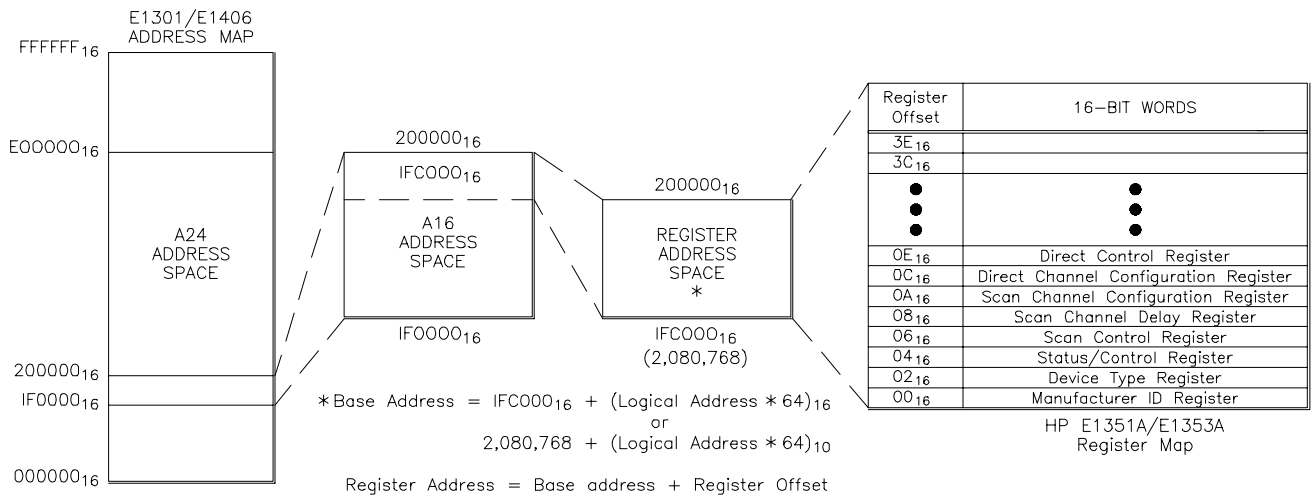 E1301/E1406
ADDRESS MAP
FFFFFF16
E0000016
A24
ADDRESS
SPACE
20000016
IF000016
00000016
20000016
IFC00016
A16
ADDRESS
SPACE
IF000016
20000016
REGISTER
ADDRESS
SPACE
*
IFC00016
(2,080,768)
*Base Address = IFC00016 + (Logical Address * 64)16
or
2,080,768 + (Logical Address * 64)10
Register Address = Base address + Register Offset
Register
Offset
16-BIT WORDS
3E16
3C16
0E16 Direct Control Register
0C16 Direct Channel Configuration Register
0A16 Scan Channel Configuration Register
0816 Scan Channel Delay Register
0616 Scan Control Register
0416 Status/Control Register
0216 Device Type Register
0016 Manufacturer ID Register
HP E1351A/E1353A
Register Map